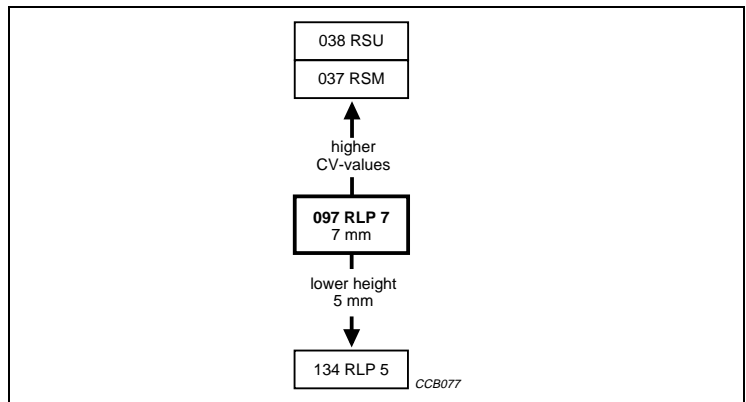 038 RSU
037 RSM
higher
CV-values
097 RLP 7
7 mm
lower height
5 mm
134 RLP 5
CCB077